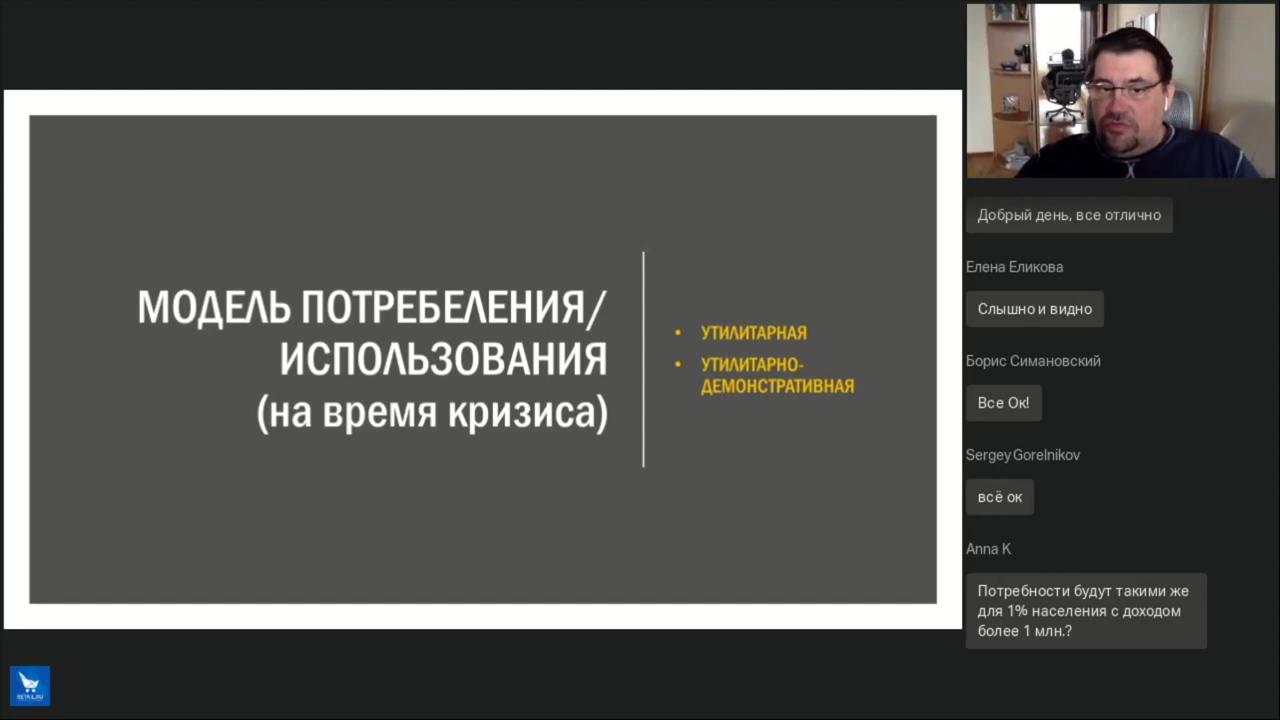 МОДЕЛЬ ПОТРЕБЕЛЕНИЯ/
ИСПОЛЬЗОВАНИЯ
(на время кризиса)
• УТИЛИТАРНАЯ
• УТИЛИТАРНО-
ДЕМОНСТРАТИВНАЯ
Добрый день, все отлично
Елена Еликова
Слышно и видно
Борис Симановский
Все Ок!
Sergey Gorelnikov
всё ок
Anna K
Потребности будут такими же
для 1% населения с доходом
более 1 млн.?